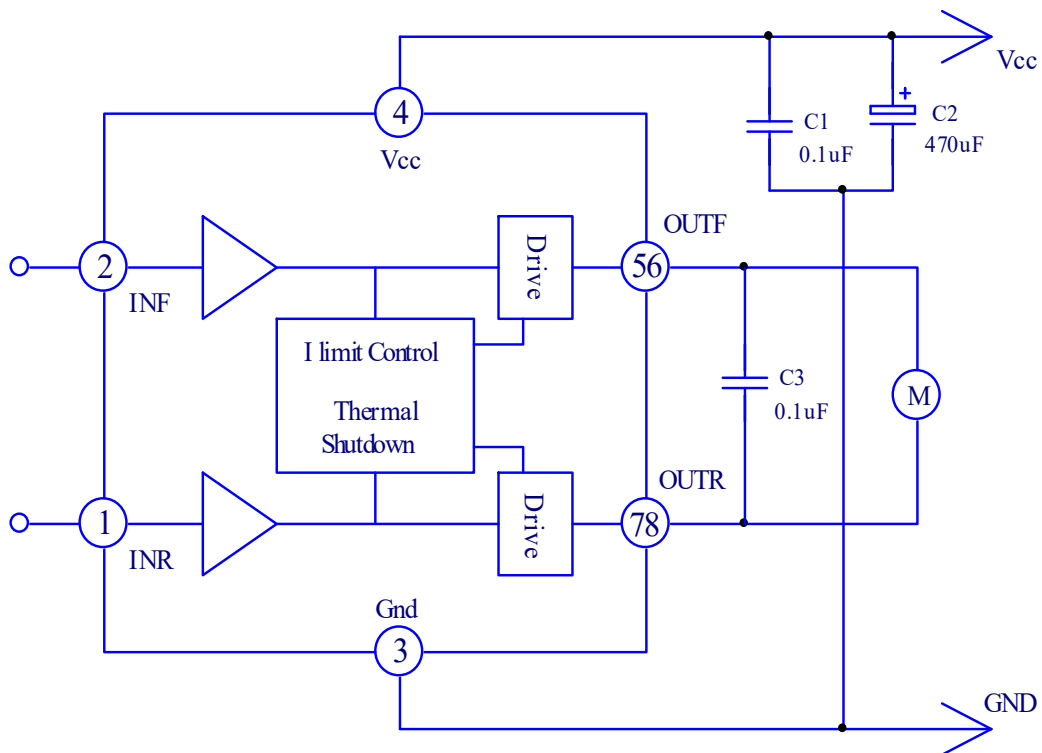 Vcc
4
Vcc
+
C1
0.1uF
C2
470uF
OUTF
Drive
2
56
INF
I limit Control
Thermal
Shutdown
C3
0.1uF
M
OUTR
1
Drive
78
INR
Gnd
3
GND